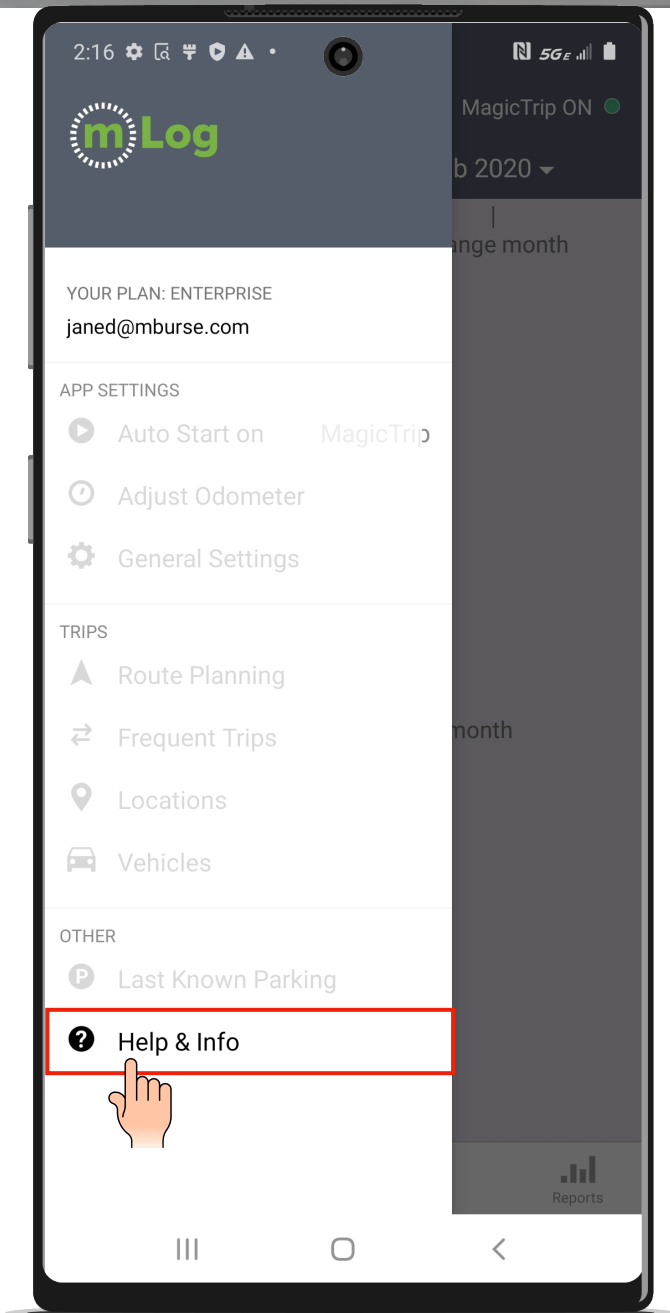 2:16
5G E
mLog
MagicTrip ON
b 2020
ange month
YOUR PLAN: ENTERPRISE
janed@mburse.com
APP SETTINGS
Auto Start on MagicTrip
Adjust Odometer
General Settings
TRIPS
Route Planning
Frequent Trips
month
Locations
Vehicles
OTHER
P Last Known Parking
? Help & Info
Reports